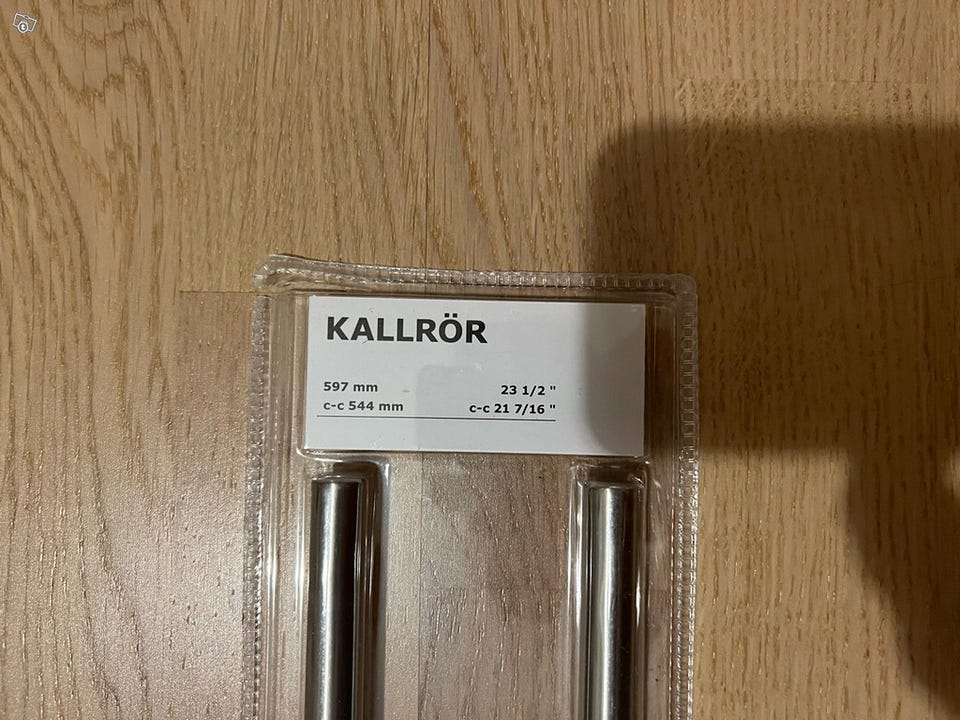 KALLRÖR
597 mm 23 1/2 "
c-c 544 mm c-c 21 7/16 "